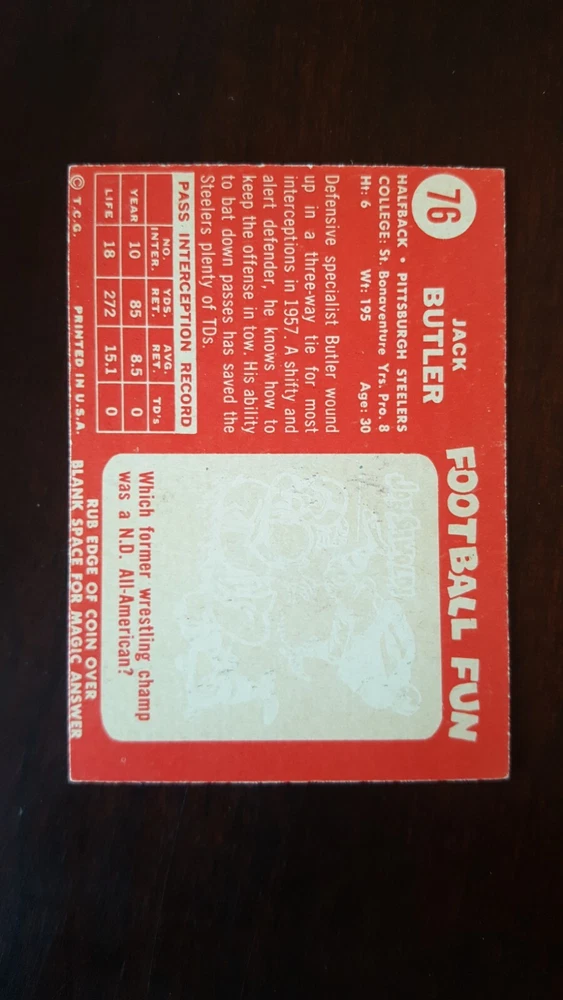 76
JACK
BUTLER
HALFBACK • PITTSBURGH STEELERS
COLLEGE: St. Bonaventure Yrs. Pro. 8
Ht: 6 Wt: 195 Age: 30
Defensive specialist Butler wound
up in a three-way tie for most
interceptions in 1957. A shifty and
alert defender, he knows how to
keep the offense in tow. His ability
to bat down passes has saved the
Steelers plenty of TDs.
PASS INTERCEPTION RECORD
NO. INTER. YDS. RET. AVG. RET. TD's
YEAR 10 85 8.5 0
LIFE 18 272 15.1 0
© T.C.G. PRINTED IN U.S.A.
FOOTBALL FUN
Which former wrestling champ
was a N.D. All-American?
RUB EDGE OF COIN OVER
BLANK SPACE FOR MAGIC ANSWER